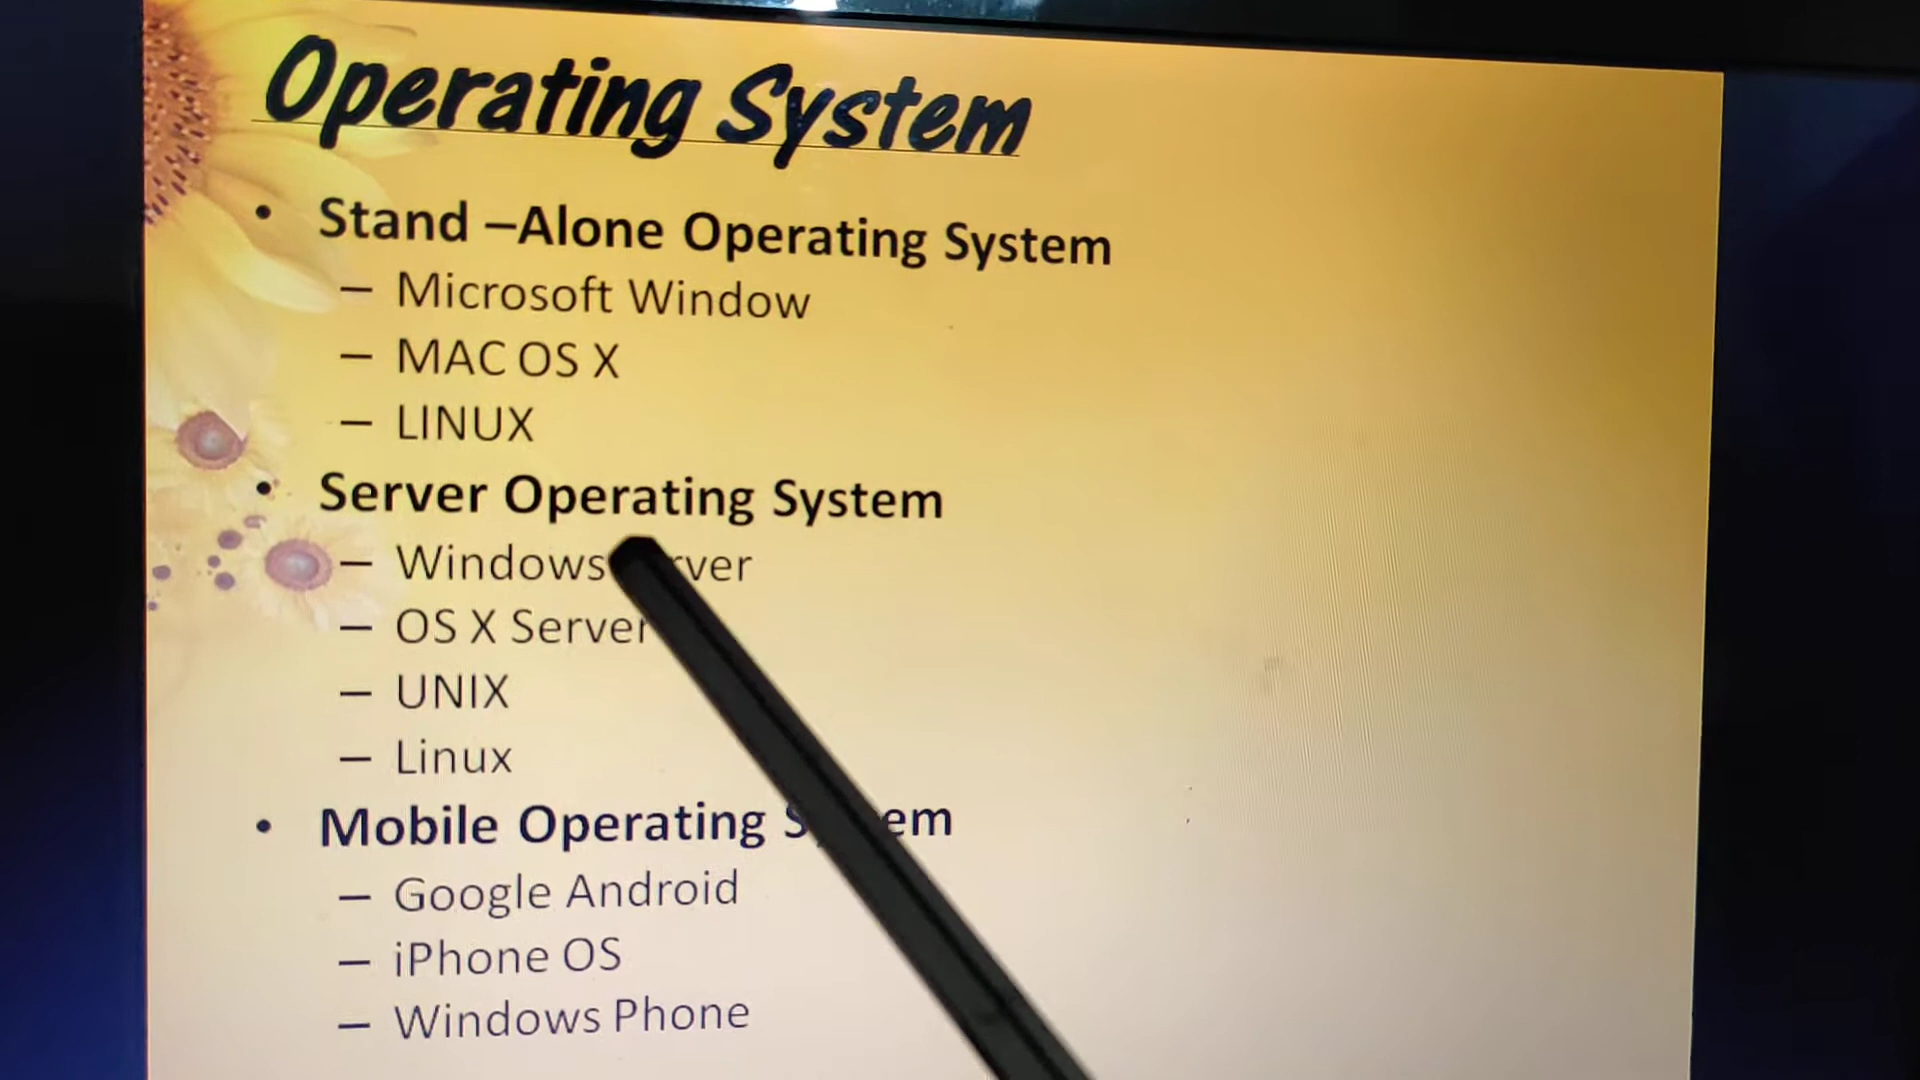 Operating System
• Stand –Alone Operating System
– Microsoft Window
– MAC OS X
– LINUX
• Server Operating System
– Windows
– OS X Server
– UNIX
– Linux
• Mobile Operating
– Google Android
– iPhone OS
– Windows Phone